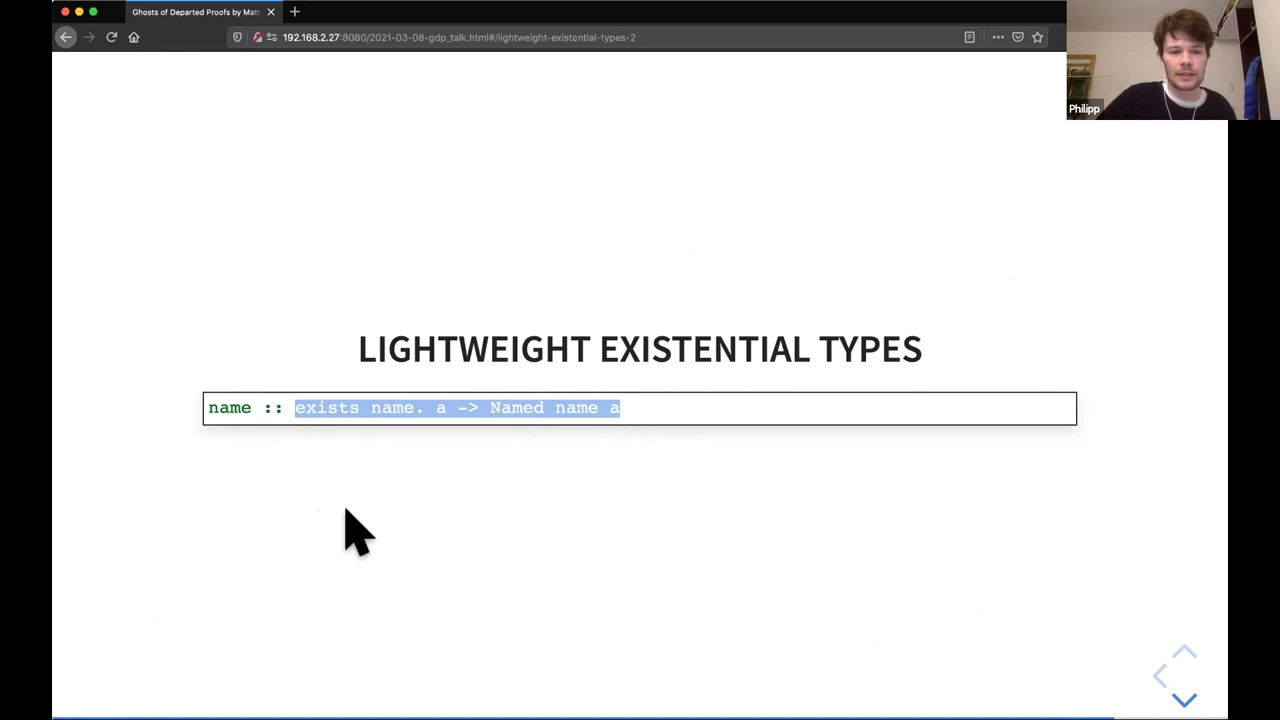 Ghosts of Departed Proofs by Matt
192.168.2.27:8080/2021-03-08-gdp_talk.html#/lightweight-existential-types-2
Philipp
LIGHTWEIGHT EXISTENTIAL TYPES
name :: exists name. a -> Named name a